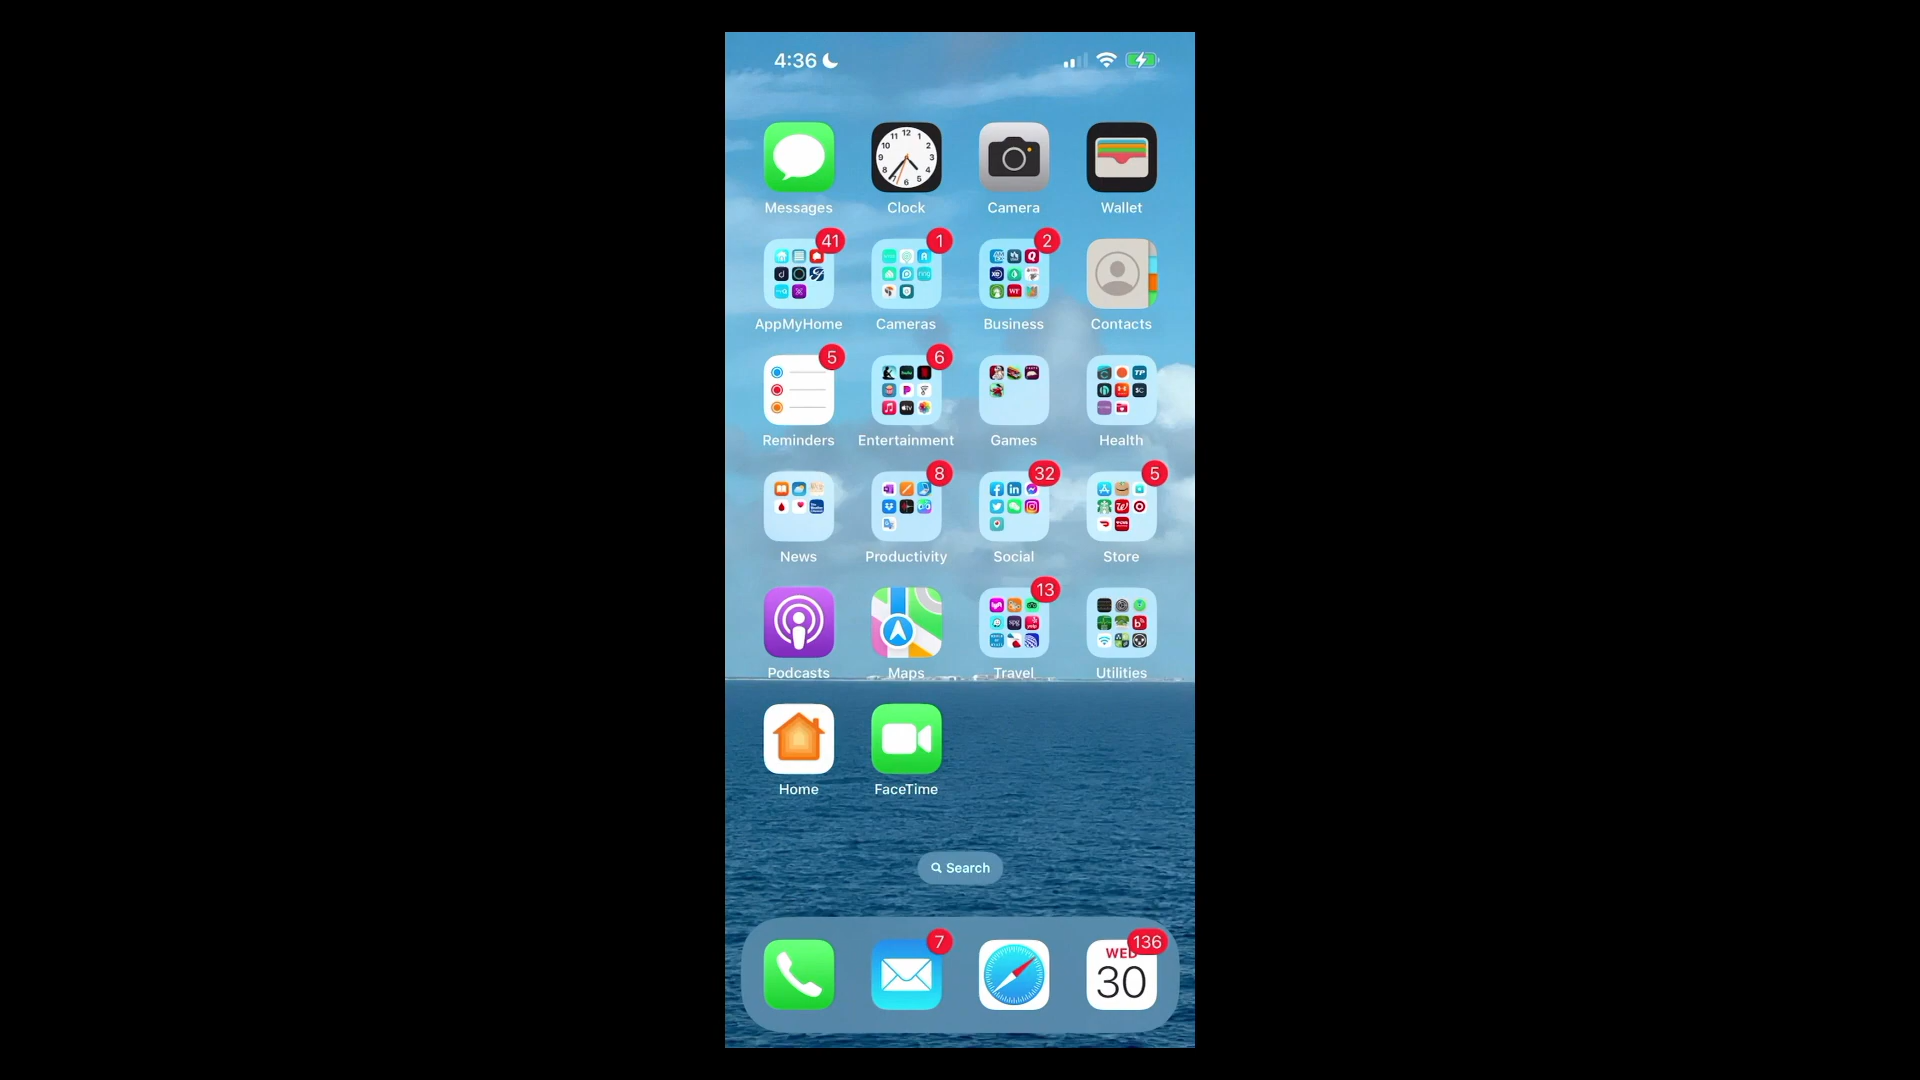 4:36
Messages Clock Camera Wallet
41 1 2
AppMyHome Cameras Business Contacts
5 6
Reminders Entertainment Games Health
8 32 5
News Productivity Social Store
13
Podcasts Maps Travel Utilities
Home FaceTime
Search
7 136
WED
30